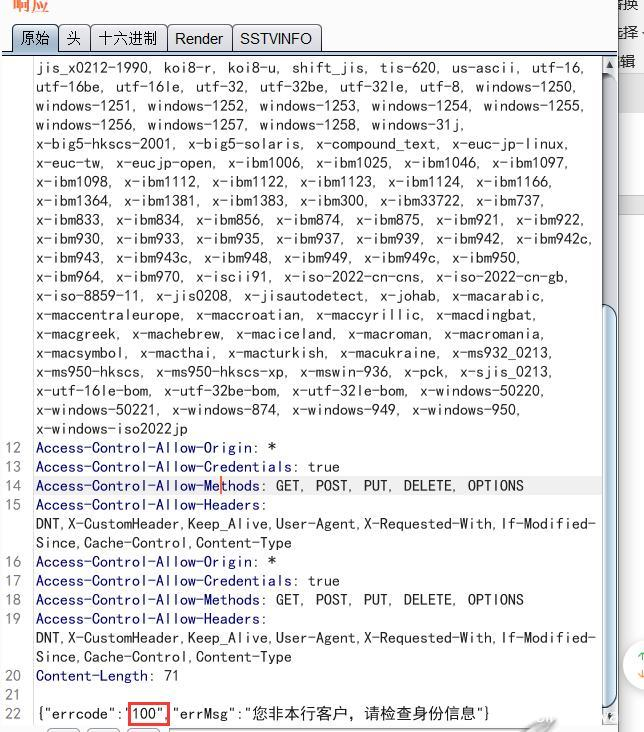 响应
原始 头 十六进制 Render SSTVINFO
jis_x0212-1990, koi8-r, koi8-u, shift_jis, tis-620, us-ascii, utf-16,
utf-16be, utf-16le, utf-32, utf-32be, utf-32le, utf-8, windows-1250,
windows-1251, windows-1252, windows-1253, windows-1254, windows-1255,
windows-1256, windows-1257, windows-1258, windows-31j,
x-big5-hkscs-2001, x-big5-solaris, x-compound_text, x-euc-jp-linux,
x-euc-tw, x-eucjp-open, x-ibm1006, x-ibm1025, x-ibm1046, x-ibm1097,
x-ibm1098, x-ibm1112, x-ibm1122, x-ibm1123, x-ibm1124, x-ibm1166,
x-ibm1364, x-ibm1381, x-ibm1383, x-ibm300, x-ibm33722, x-ibm737,
x-ibm833, x-ibm834, x-ibm856, x-ibm874, x-ibm875, x-ibm921, x-ibm922,
x-ibm930, x-ibm933, x-ibm935, x-ibm937, x-ibm939, x-ibm942, x-ibm942c,
x-ibm943, x-ibm943c, x-ibm948, x-ibm949, x-ibm949c, x-ibm950,
x-ibm964, x-ibm970, x-iscii91, x-iso-2022-cn-cns, x-iso-2022-cn-gb,
x-iso-8859-11, x-jis0208, x-jisautodetect, x-johab, x-macarabic,
x-maccentraleurope, x-maccroatian, x-maccyrillic, x-macdingbat,
x-macgreek, x-machebrew, x-maciceland, x-macroman, x-macromania,
x-macsymbol, x-macthai, x-macturkish, x-macukraine, x-ms932_0213,
x-ms950-hkscs, x-ms950-hkscs-xp, x-mswin-936, x-pck, x-sjis_0213,
x-utf-16le-bom, x-utf-32be-bom, x-utf-32le-bom, x-windows-50220,
x-windows-50221, x-windows-874, x-windows-949, x-windows-950,
x-windows-iso2022jp
12 Access-Control-Allow-Origin: *
13 Access-Control-Allow-Credentials: true
14 Access-Control-Allow-Methods: GET, POST, PUT, DELETE, OPTIONS
15 Access-Control-Allow-Headers:
DNT,X-CustomHeader,Keep_Alive,User-Agent,X-Requested-With,If-Modified-
Since,Cache-Control,Content-Type
16 Access-Control-Allow-Origin: *
17 Access-Control-Allow-Credentials: true
18 Access-Control-Allow-Methods: GET, POST, PUT, DELETE, OPTIONS
19 Access-Control-Allow-Headers:
DNT,X-CustomHeader,Keep_Alive,User-Agent,X-Requested-With,If-Modified-
Since,Cache-Control,Content-Type
20 Content-Length: 71
21
22 {"errcode":"100","errMsg":"您非本行客户，请检查身份信息"}